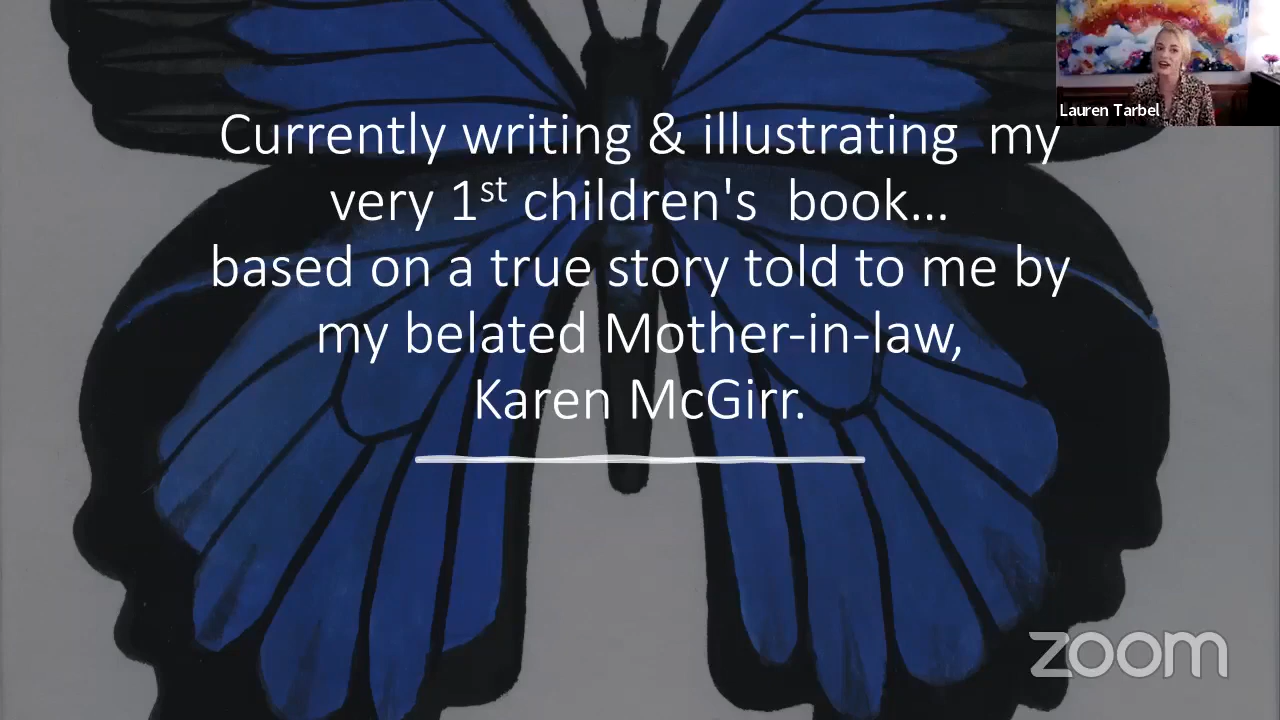 Lauren Tarbel
Currently writing & illustrating  my
very 1st children's  book...
based on a true story told to me by
my belated Mother-in-law,
Karen McGirr.
zoom